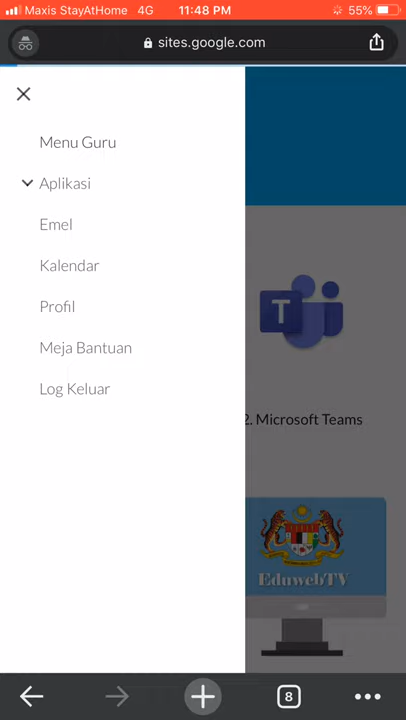 Maxis StayAtHome 4G 11:48 PM 55%
sites.google.com
Menu Guru
Aplikasi
Emel
Kalendar
Profil
Meja Bantuan
Log Keluar
T
2. Microsoft Teams
EduwebTV
8